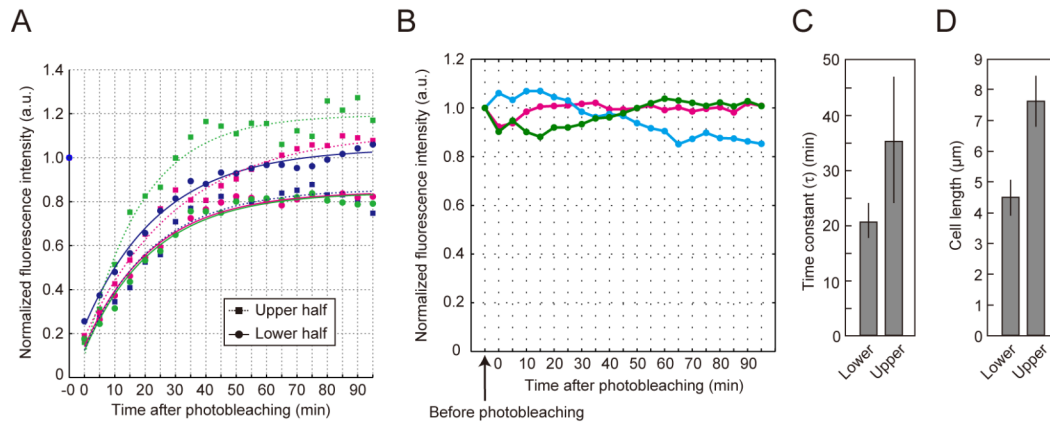 A
Normalized fluorescence intensity (a.u.)
1.4
1.2
1.0
0.8
0.6
0.4
0.2
0
-0 0 10 20 30 40 50 60 70 80 90
Time after photobleaching (min)
Upper half
Lower half
B
Normalized fluorescence intensity (a.u.)
1.2
1.0
0.8
0.6
0.4
0.2
0
0 10 20 30 40 50 60 70 80 90
Time after photobleaching (min)
Before photobleaching
C
Time constant (τ) (min)
50
40
30
20
10
0
Lower
Upper
D
Cell length (μm)
9
8
7
6
5
4
3
2
1
0
Lower
Upper